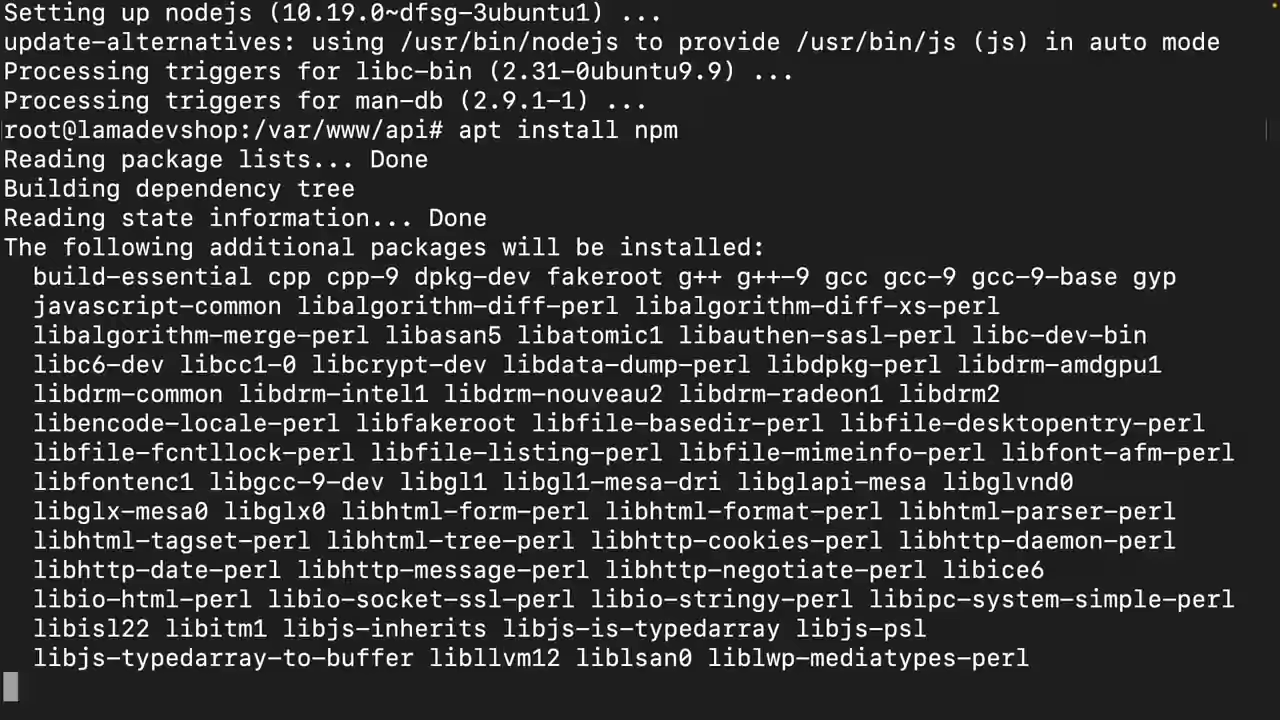 Setting up nodejs (10.19.0~dfsg-3ubuntu1) ...
update-alternatives: using /usr/bin/nodejs to provide /usr/bin/js (js) in auto mode
Processing triggers for libc-bin (2.31-0ubuntu9.9) ...
Processing triggers for man-db (2.9.1-1) ...
root@lamadevshop:/var/www/api# apt install npm
Reading package lists... Done
Building dependency tree
Reading state information... Done
The following additional packages will be installed:
  build-essential cpp cpp-9 dpkg-dev fakeroot g++ g++-9 gcc gcc-9 gcc-9-base gyp
  javascript-common libalgorithm-diff-perl libalgorithm-diff-xs-perl
  libalgorithm-merge-perl libasan5 libatomic1 libauthen-sasl-perl libc-dev-bin
  libc6-dev libcc1-0 libcrypt-dev libdata-dump-perl libdpkg-perl libdrm-amdgpu1
  libdrm-common libdrm-intel1 libdrm-nouveau2 libdrm-radeon1 libdrm2
  libencode-locale-perl libfakeroot libfile-basedir-perl libfile-desktopentry-perl
  libfile-fcntllock-perl libfile-listing-perl libfile-mimeinfo-perl libfont-afm-perl
  libfontenc1 libgcc-9-dev libgl1 libgl1-mesa-dri libglapi-mesa libglvnd0
  libglx-mesa0 libglx0 libhtml-form-perl libhtml-format-perl libhtml-parser-perl
  libhtml-tagset-perl libhtml-tree-perl libhttp-cookies-perl libhttp-daemon-perl
  libhttp-date-perl libhttp-message-perl libhttp-negotiate-perl libice6
  libio-html-perl libio-socket-ssl-perl libio-stringy-perl libipc-system-simple-perl
  libisl22 libitm1 libjs-inherits libjs-is-typedarray libjs-psl
  libjs-typedarray-to-buffer libllvm12 liblsan0 liblwp-mediatypes-perl